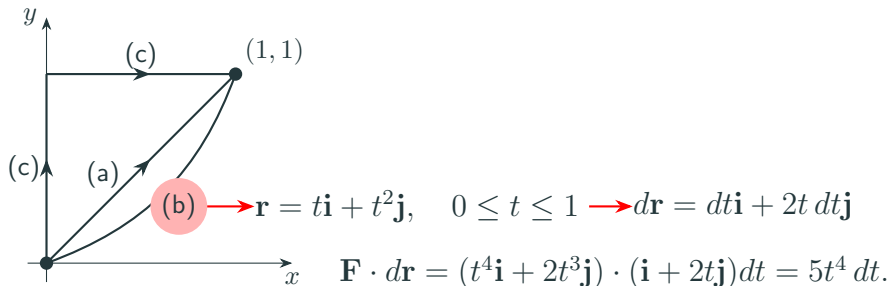 y
(c)
(1, 1)
(c)
(a)
(b) r = ti + t²j, 0 ≤ t ≤ 1 dr = dti + 2t dtj
x
F · dr = (t⁴i + 2t³j) · (i + 2tj)dt = 5t⁴ dt.